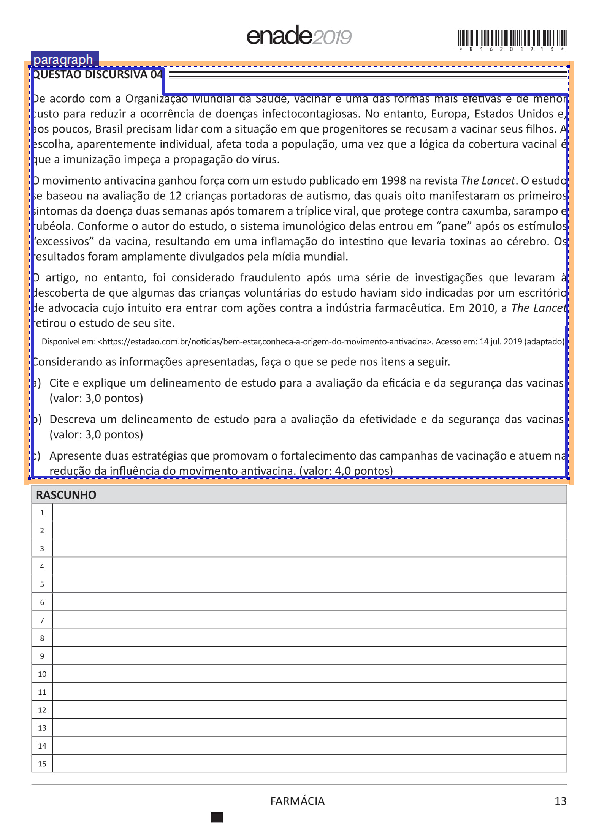 enade2019
paragraph
QUESTÃO DISCURSIVA 04
De acordo com a Organização Mundial da Saúde, vacinar é uma das formas mais efetivas e de menor
custo para reduzir a ocorrência de doenças infectocontagiosas. No entanto, Europa, Estados Unidos e,
aos poucos, Brasil precisam lidar com a situação em que progenitores se recusam a vacinar seus filhos. A
escolha, aparentemente individual, afeta toda a população, uma vez que a lógica da cobertura vacinal é
que a imunização impeça a propagação do vírus.
O movimento antivacina ganhou força com um estudo publicado em 1998 na revista The Lancet. O estudo
se baseou na avaliação de 12 crianças portadoras de autismo, das quais oito manifestaram os primeiros
sintomas da doença duas semanas após tomarem a tríplice viral, que protege contra caxumba, sarampo e
rubéola. Conforme o autor do estudo, o sistema imunológico delas entrou em “pane” após os estímulos
“excessivos” da vacina, resultando em uma inflamação do intestino que levaria toxinas ao cérebro. Os
resultados foram amplamente divulgados pela mídia mundial.
O artigo, no entanto, foi considerado fraudulento após uma série de investigações que levaram à
descoberta de que algumas das crianças voluntárias do estudo haviam sido indicadas por um escritório
de advocacia cujo intuito era entrar com ações contra a indústria farmacêutica. Em 2010, a The Lancet
retirou o estudo de seu site.
Disponível em: <https://estadao.com.br/noticias/bem-estar,conheca-a-origem-do-movimento-antivacina>. Acesso em: 14 jul. 2019 (adaptado).
Considerando as informações apresentadas, faça o que se pede nos itens a seguir.
a) Cite e explique um delineamento de estudo para a avaliação da eficácia e da segurança das vacinas.
(valor: 3,0 pontos)
b) Descreva um delineamento de estudo para a avaliação da efetividade e da segurança das vacinas.
(valor: 3,0 pontos)
c) Apresente duas estratégias que promovam o fortalecimento das campanhas de vacinação e atuem na
redução da influência do movimento antivacina. (valor: 4,0 pontos)
RASCUNHO
1
2
3
4
5
6
7
8
9
10
11
12
13
14
15
FARMÁCIA
13